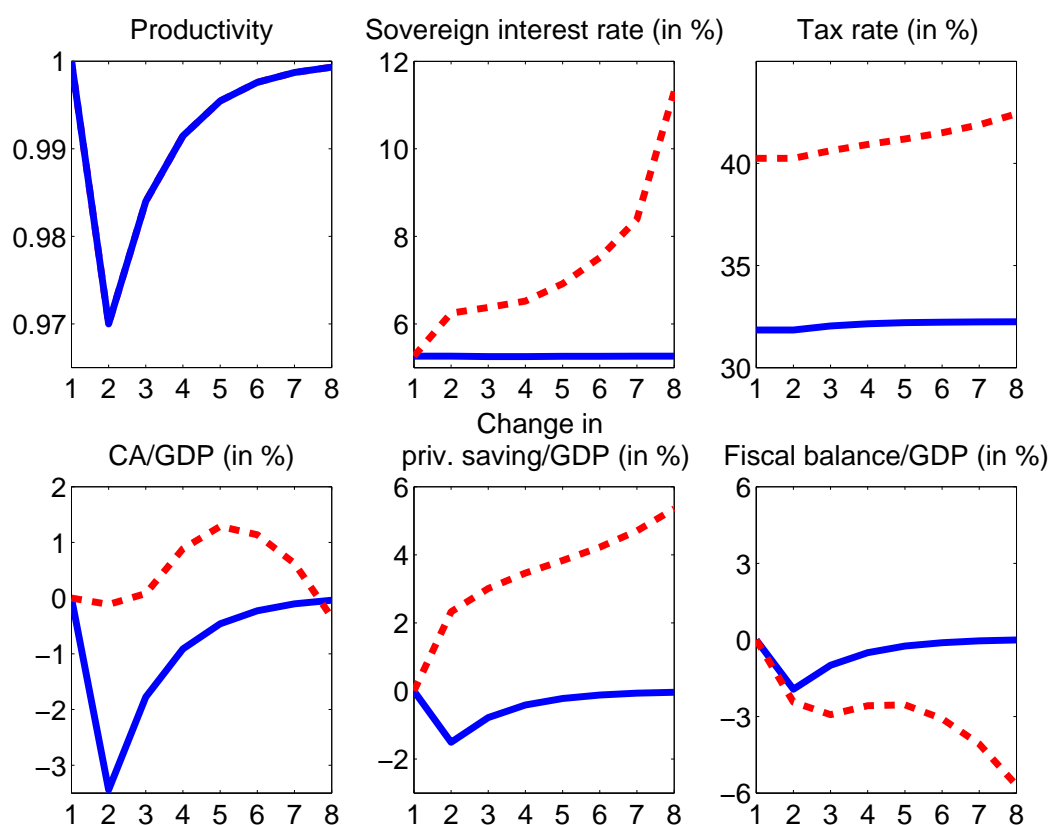 Productivity
1
0.99
0.98
0.97
1 2 3 4 5 6 7 8
Sovereign interest rate (in %)
12
10
8
6
1 2 3 4 5 6 7 8
Tax rate (in %)
40
35
30
1 2 3 4 5 6 7 8
CA/GDP (in %)
2
1
0
−1
−2
−3
1 2 3 4 5 6 7 8
Change in
priv. saving/GDP (in %)
6
4
2
0
−2
1 2 3 4 5 6 7 8
Fiscal balance/GDP (in %)
6
3
0
−3
−6
1 2 3 4 5 6 7 8